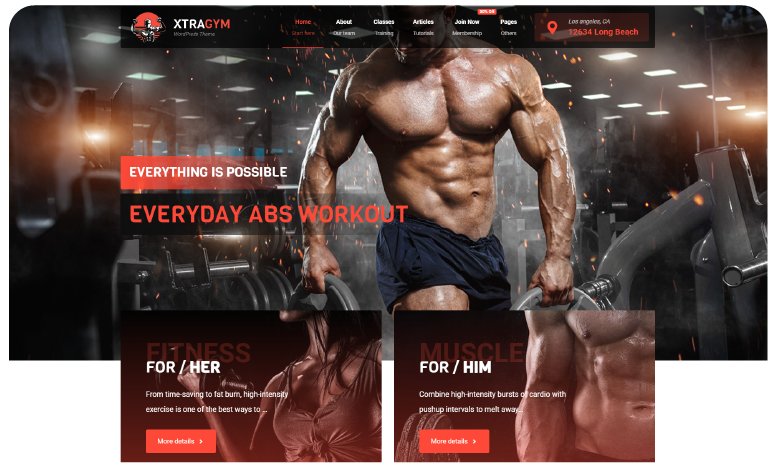 XTRAGYM
WordPress Theme
Home
Start here
About
Our team
Classes
Training
Articles
Tutorials
Join Now
Membership
Pages
Others
Los angeles, CA
12634 Long Beach
EVERYTHING IS POSSIBLE
EVERYDAY ABS WORKOUT
FITNESS
FOR / HER
From time-saving to fat burn, high-intensity
exercise is one of the best ways to ...
More details
MUSCLE
FOR / HIM
Combine high-intensity bursts of cardio with
pushup intervals to melt away...
More details